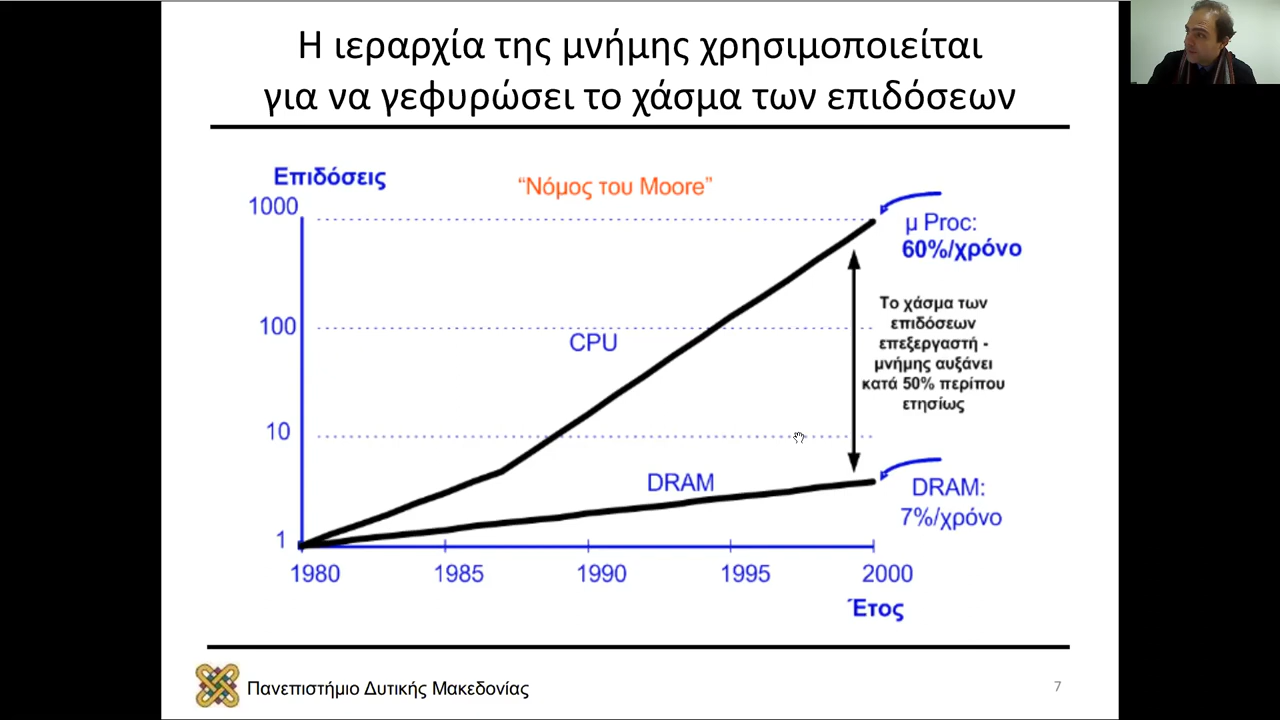 Η ιεραρχία της μνήμης χρησιμοποιείται
για να γεφυρώσει το χάσμα των επιδόσεων
Επιδόσεις
“Νόμος του Moore”
1000
μ Proc:
60%/χρόνο
Το χάσμα των
επιδόσεων
επεξεργαστή -
μνήμης αυξάνει
κατά 50% περίπου
ετησίως
100
CPU
10
DRAM
DRAM:
7%/χρόνο
1
1980
1985
1990
1995
2000
Έτος
Πανεπιστήμιο Δυτικής Μακεδονίας
7